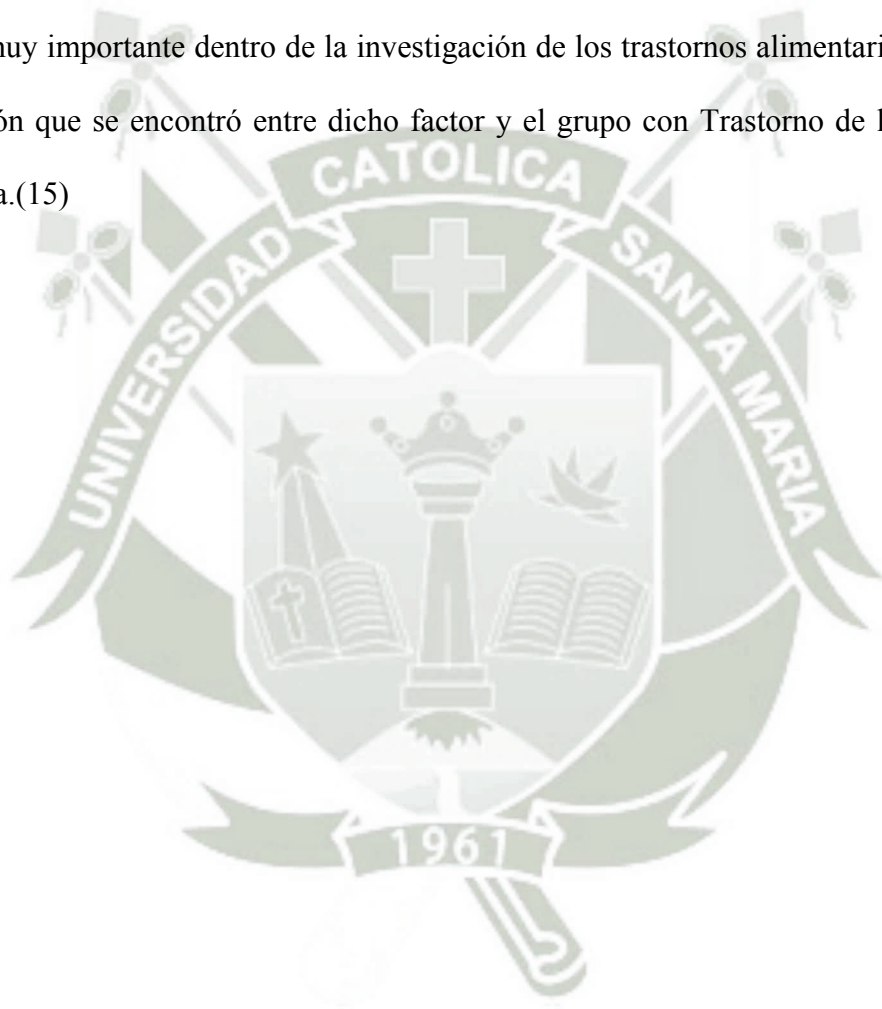 muy importante dentro de la investigación de los trastornos alimentari
ón que se encontró entre dicho factor y el grupo con Trastorno de l
a.(15)
UNIVERSIDAD CATOLICA SANTA MARIA
1961